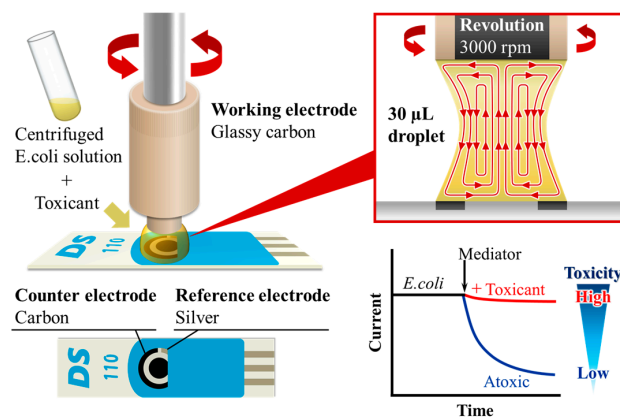 Centrifuged
E.coli solution
+
Toxicant
Working electrode
Glassy carbon
DS
110
Counter electrode
Carbon
Reference electrode
Silver
DS
110
Revolution
3000 rpm
30 µL
droplet
Mediator
E.coli
+ Toxicant
Atoxic
Current
Time
Toxicity
High
Low